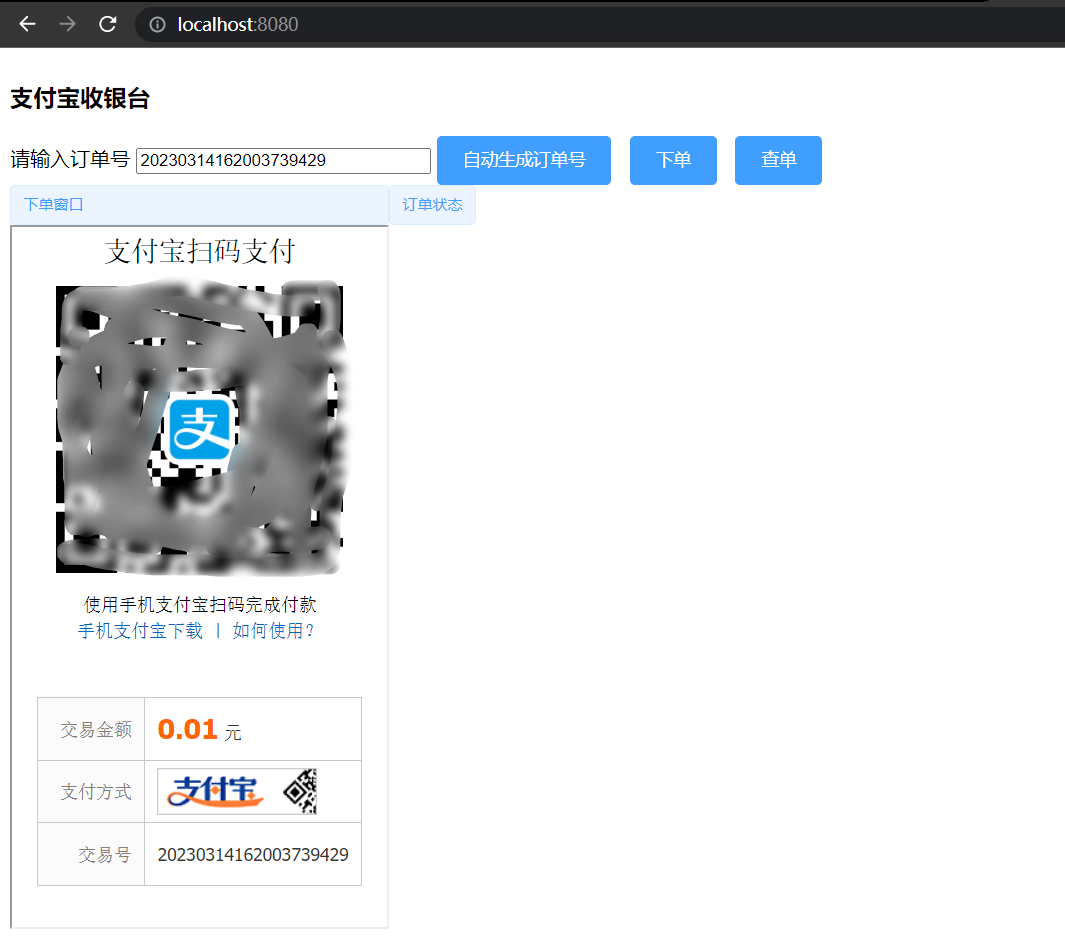 localhost:8080
支付宝收银台
请输入订单号 20230314162003739429 自动生成订单号 下单 查单
下单窗口 订单状态
支付宝扫码支付
支
使用手机支付宝扫码完成付款
手机支付宝下载 | 如何使用?
交易金额 0.01 元
支付方式 支付宝
交易号 20230314162003739429